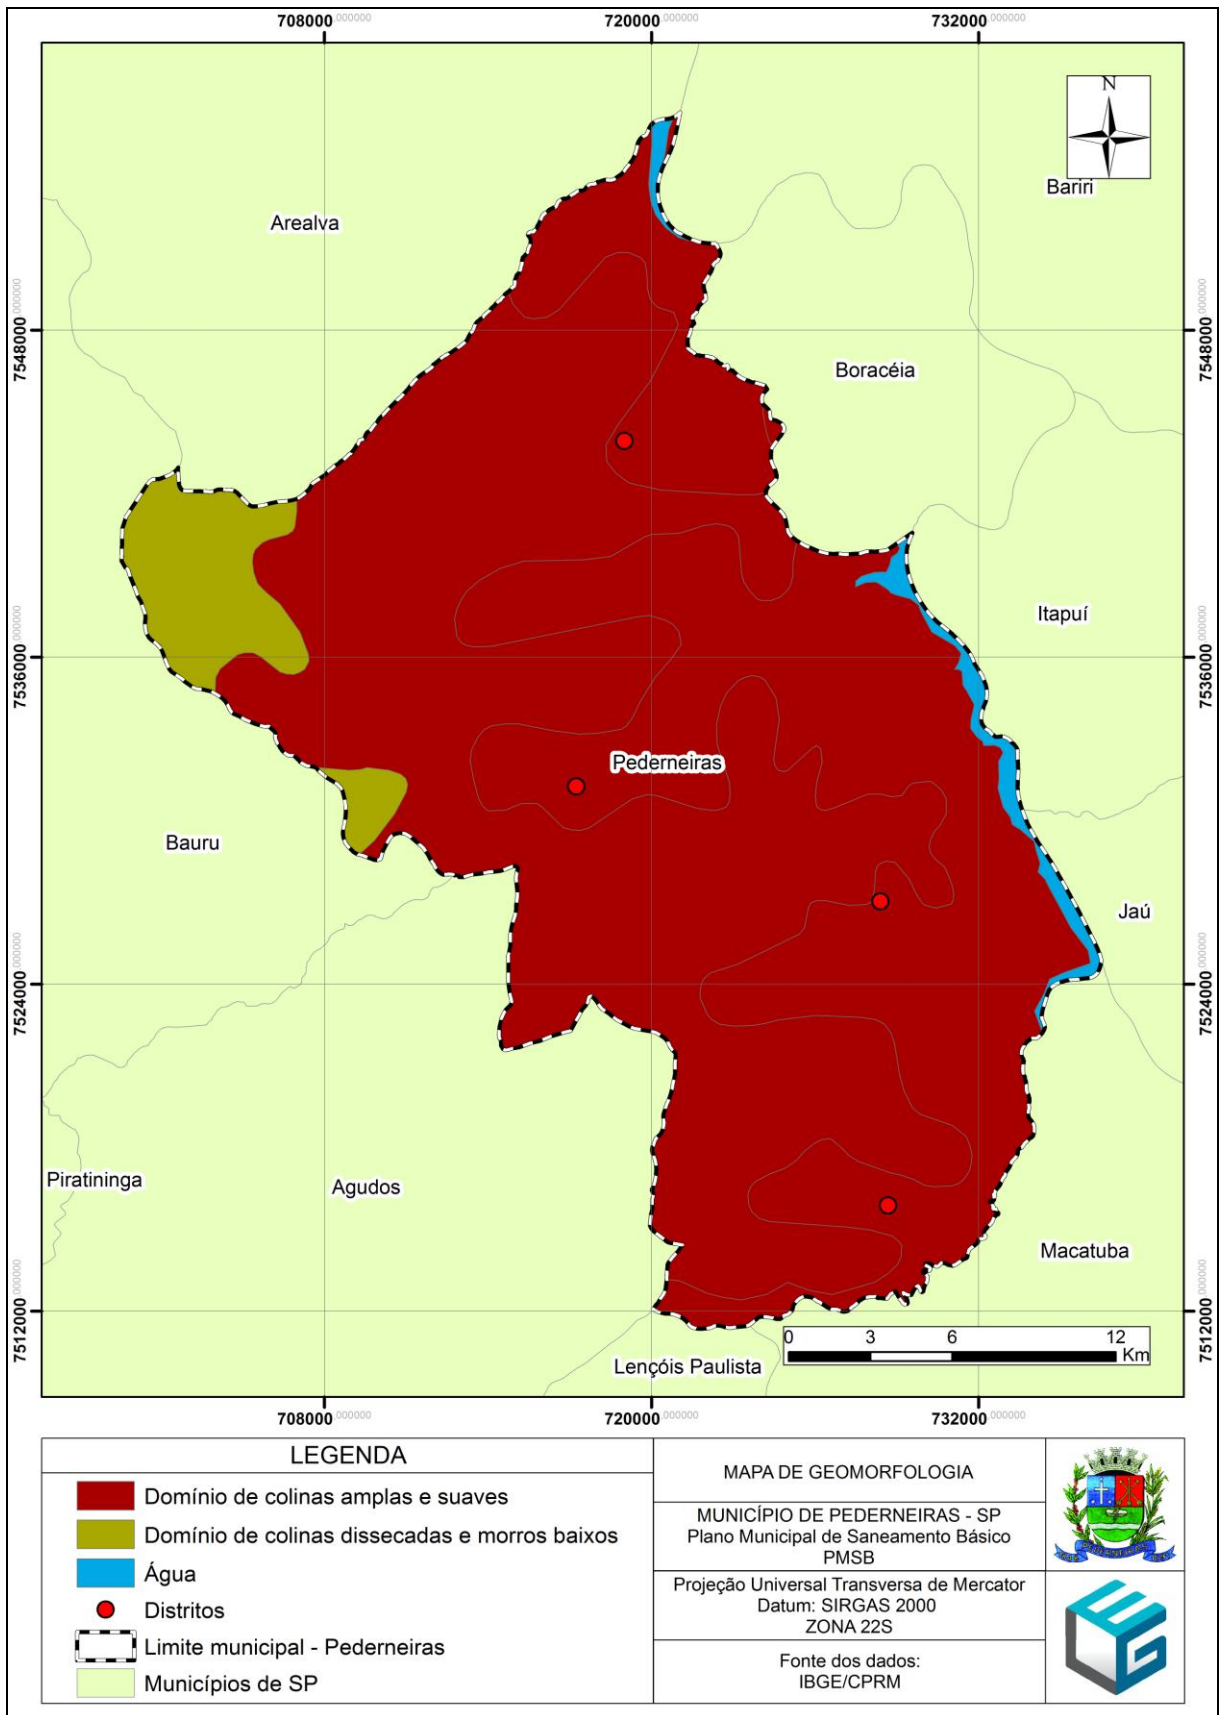 708000.000000 720000.000000 732000.000000
N
Bariri
Arealva
7548000.000000 7548000.000000
Boracéia
Itapuí
7536000.000000 7536000.000000
Pederneiras
Bauru
Jaú
7524000.000000 7524000.000000
Piratininga
Agudos
Macatuba
7512000.000000 7512000.000000
0 3 6 12
Km
Lençóis Paulista
708000.000000 720000.000000 732000.000000
LEGENDA
Domínio de colinas amplas e suaves
Domínio de colinas dissecadas e morros baixos
Água
Distritos
Limite municipal - Pederneiras
Municípios de SP
MAPA DE GEOMORFOLOGIA
MUNICÍPIO DE PEDERNEIRAS - SP
Plano Municipal de Saneamento Básico
PMSB
Projeção Universal Transversa de Mercator
Datum: SIRGAS 2000
ZONA 22S
Fonte dos dados:
IBGE/CPRM
PEDERNEIRAS